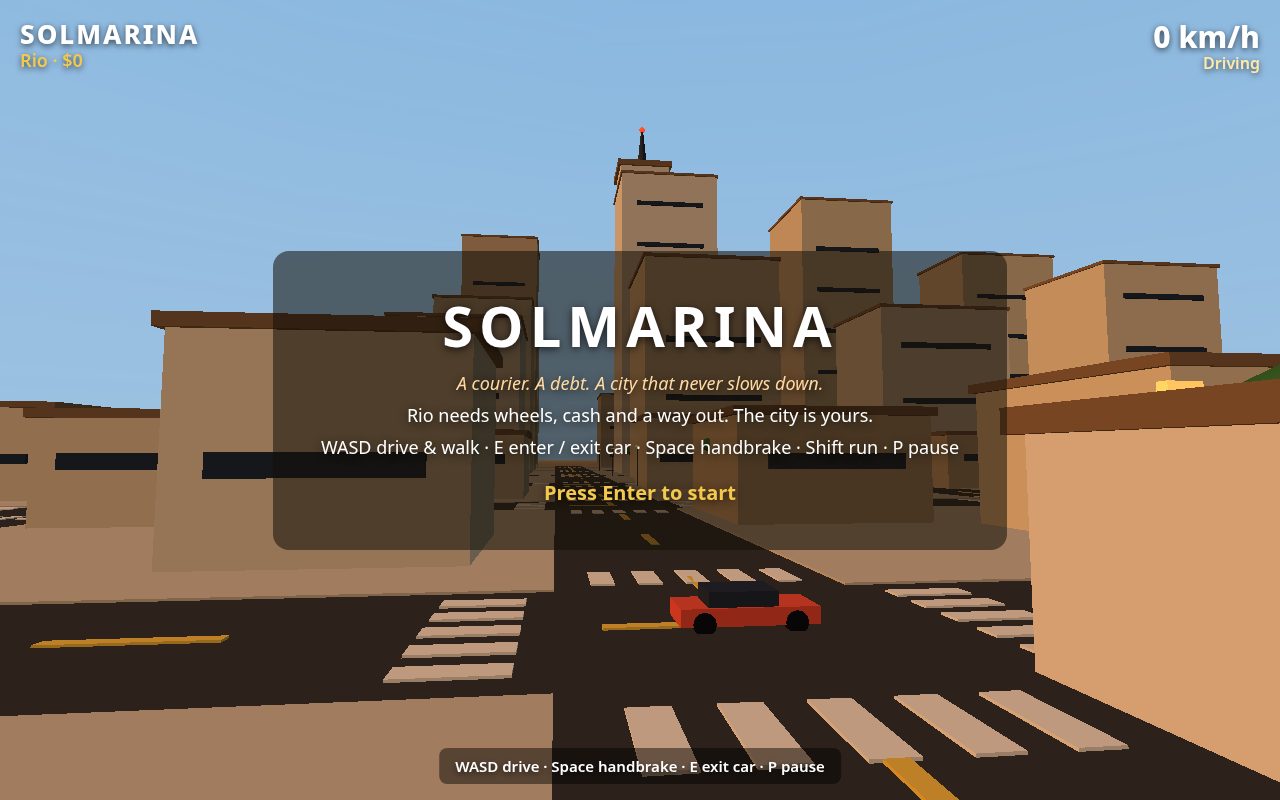 SOLMARINA
Rio · $0
0 km/h
Driving
SOLMARINA
A courier. A debt. A city that never slows down.
Rio needs wheels, cash and a way out. The city is yours.
WASD drive & walk · E enter / exit car · Space handbrake · Shift run · P pause
Press Enter to start
WASD drive · Space handbrake · E exit car · P pause